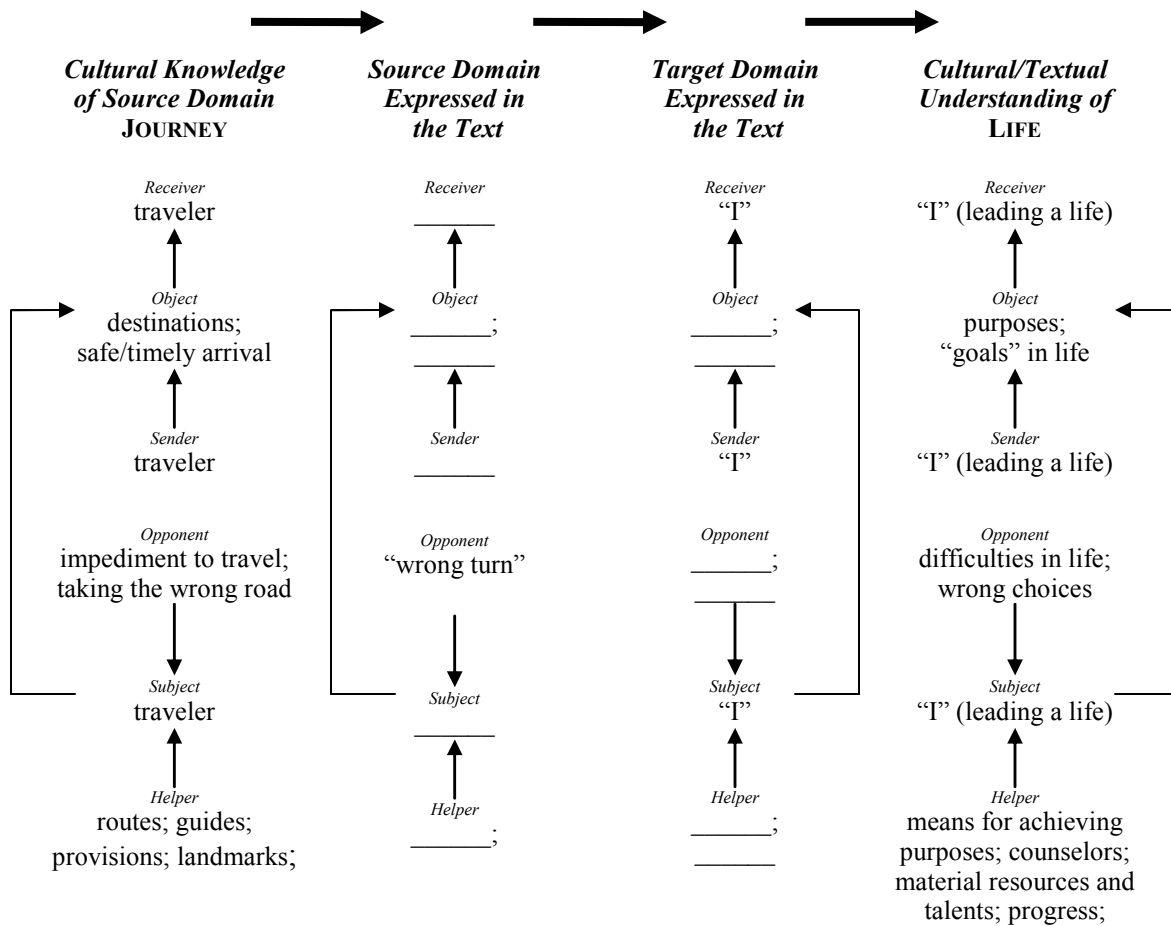 Cultural Knowledge
of Source Domain
JOURNEY
Receiver
traveler
Object
destinations;
safe/timely arrival
Sender
traveler
Opponent
impediment to travel;
taking the wrong road
Subject
traveler
Helper
routes; guides;
provisions; landmarks;
Source Domain
Expressed in
the Text
Receiver
______
Object
______;
______
Sender
______
Opponent
“wrong turn”
Subject
______
Helper
_____;
Target Domain
Expressed in
the Text
Receiver
“I”
Object
______;
______
Sender
“I”
Opponent
______;
______
Subject
“I”
Helper
______;
______
Cultural/Textual
Understanding of
LIFE
Receiver
“I” (leading a life)
Object
purposes;
“goals” in life
Sender
“I” (leading a life)
Opponent
difficulties in life;
wrong choices
Subject
“I” (leading a life)
Helper
means for achieving
purposes; counselors;
material resources and
talents; progress;